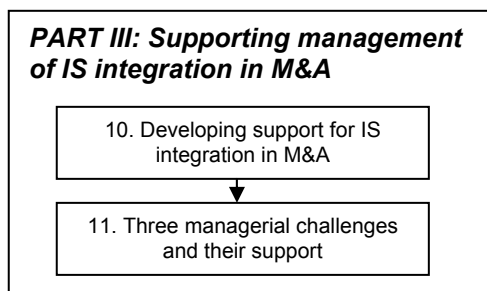 PART III: Supporting management
of IS integration in M&A
10. Developing support for IS
integration in M&A
11. Three managerial challenges
and their support